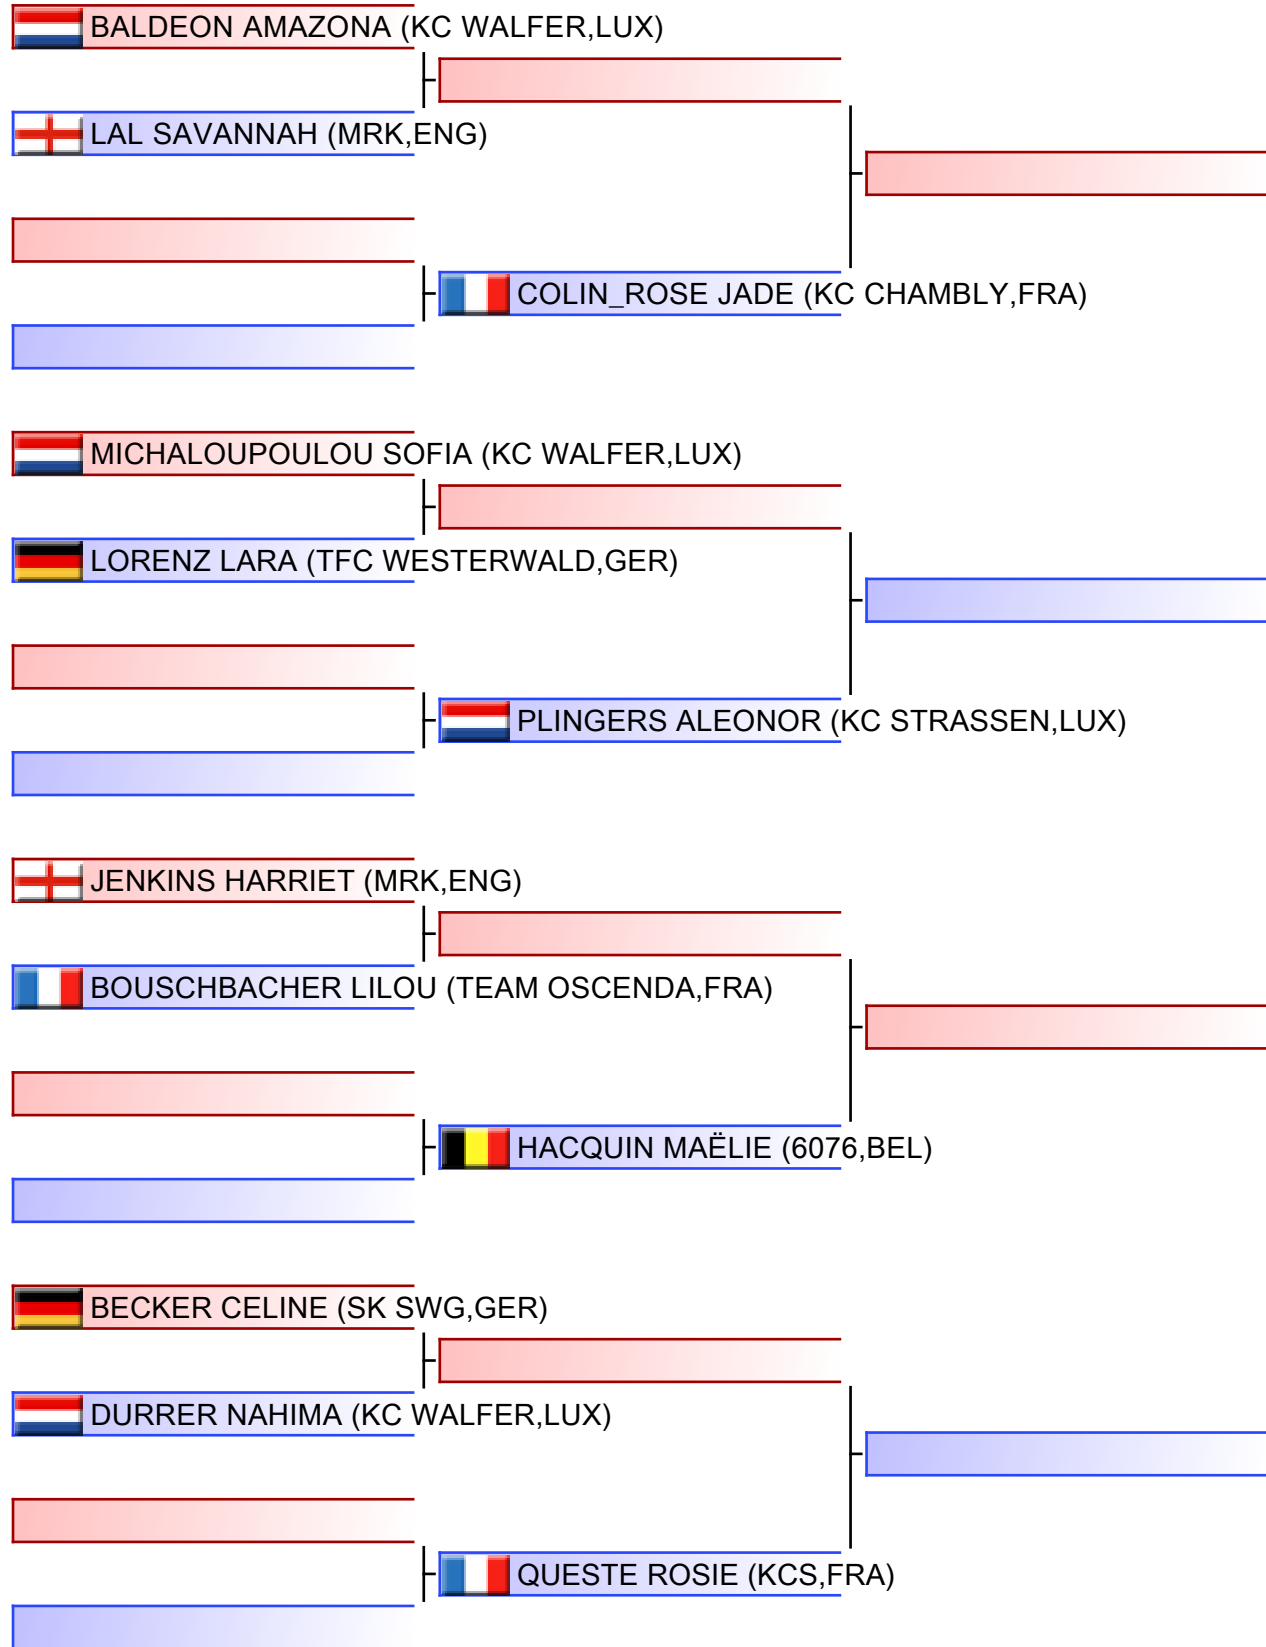 BALDEON AMAZONA (KC WALFER,LUX)
LAL SAVANNAH (MRK,ENG)
COLIN_ROSE JADE (KC CHAMBLY,FRA)
MICHALOUPOULOU SOFIA (KC WALFER,LUX)
LORENZ LARA (TFC WESTERWALD,GER)
PLINGERS ALEONOR (KC STRASSEN,LUX)
JENKINS HARRIET (MRK,ENG)
BOUSCHBACHER LILOU (TEAM OSCENDA,FRA)
HACQUIN MAËLIE (6076,BEL)
BECKER CELINE (SK SWG,GER)
DURRER NAHIMA (KC WALFER,LUX)
QUESTE ROSIE (KCS,FRA)